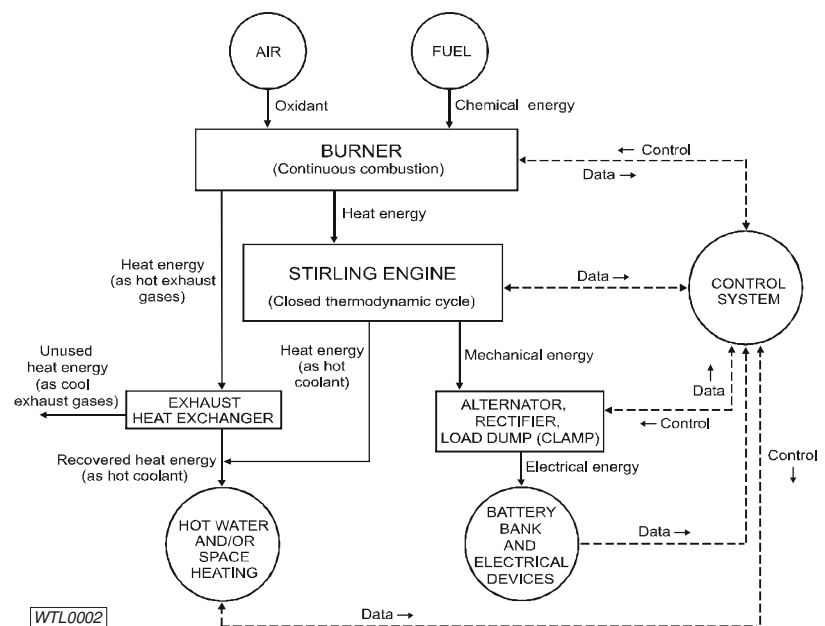 AIR
FUEL
Oxidant
Chemical energy
BURNER
(Continuous combustion)
← Control
Data →
Heat energy
Heat energy
(as hot exhaust
gases)
STIRLING ENGINE
(Closed thermodynamic cycle)
Data →
CONTROL
SYSTEM
Unused
heat energy
(as cool
exhaust gases)
Heat energy
(as hot
coolant)
Mechanical energy
EXHAUST
HEAT EXCHANGER
ALTERNATOR,
RECTIFIER,
LOAD DUMP (CLAMP)
↑
Data
← Control
Recovered heat energy
(as hot coolant)
Electrical energy
Control
↓
HOT WATER
AND/OR
SPACE
HEATING
BATTERY
BANK
AND
ELECTRICAL
DEVICES
Data →
Data →
WTL0002